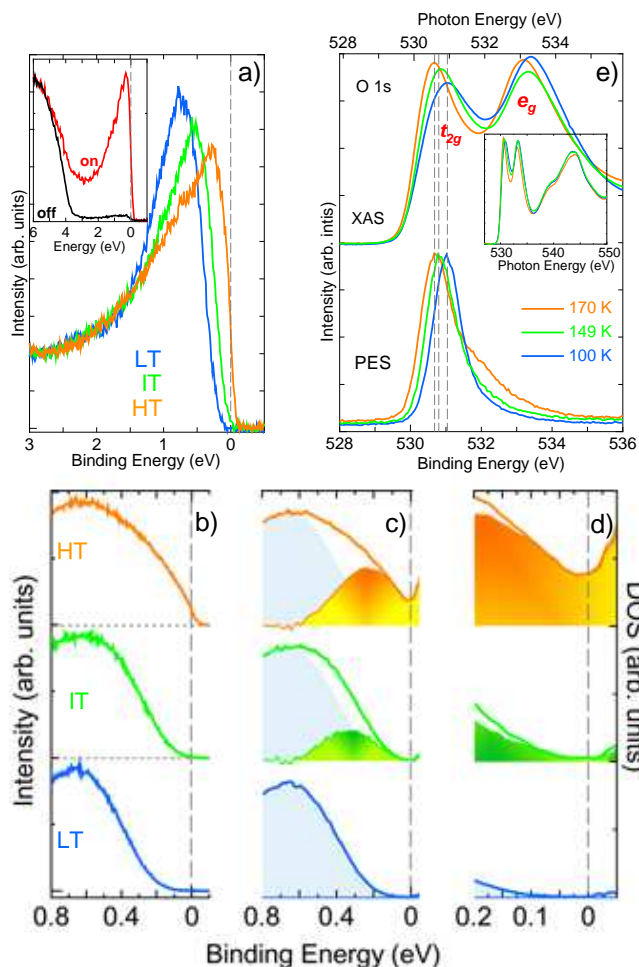 a)
on
off
6 4 2 0
Energy (eV)
Intensity (arb. units)
LT
IT
HT
3 2 1 0
Binding Energy (eV)
Photon Energy (eV)
528 530 532 534
e)
O 1s
t2g
eg
XAS
530 540 550
Photon Energy (eV)
Intensity (arb. intis)
170 K
149 K
100 K
PES
528 530 532 534 536
Binding Energy (eV)
b)
c)
d)
HT
IT
LT
Intensity (arb. units)
DOS (arb. units)
0.8 0.4 0
0.8 0.4 0
0.2 0.1 0
Binding Energy (eV)